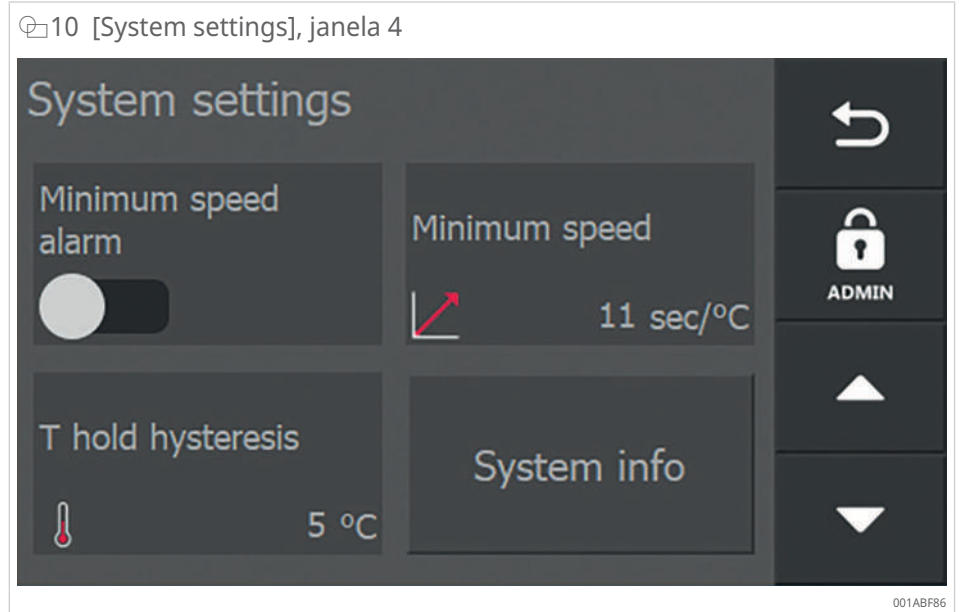 10 [System settings], janela 4
System settings
Minimum speed
alarm
Minimum speed
11 sec/°C
ADMIN
T hold hysteresis
5 °C
System info
001ABF86